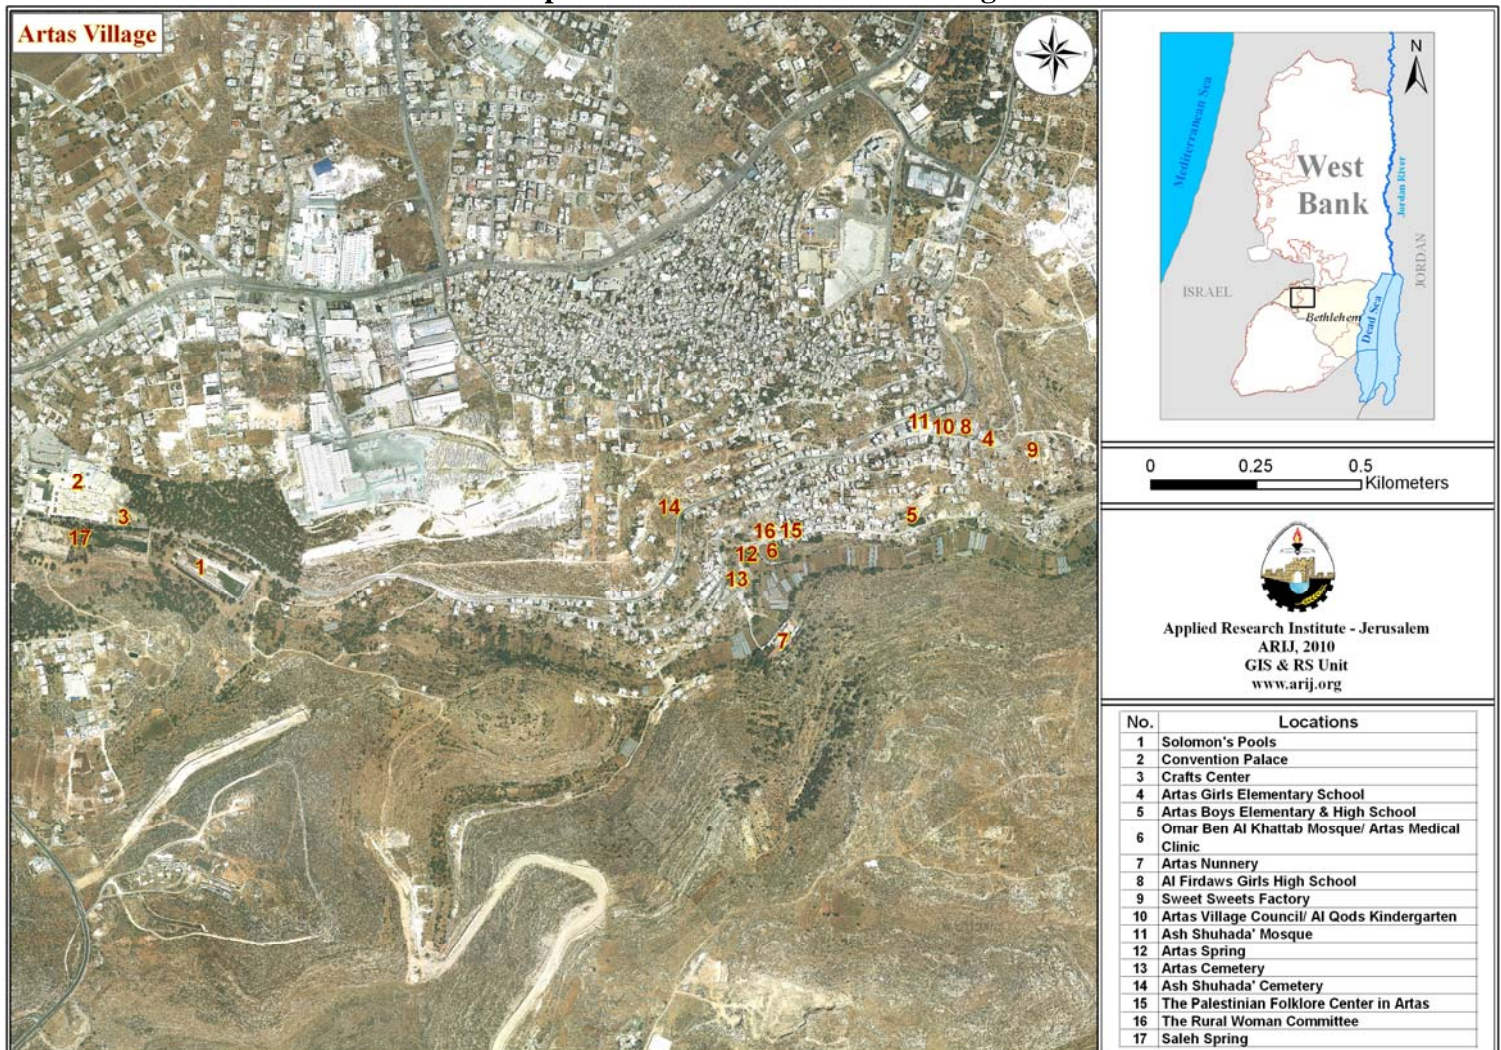 Artas Village
N
W
E
S
11
10
8
4
9
2
14
3
5
17
16
15
12
6
1
13
7
N
Mediterranean Sea
West
Bank
Jordan River
JORDAN
ISRAEL
Bethlehem
Dead Sea
0 0.25 0.5
Kilometers
Applied Research Institute - Jerusalem
ARIJ, 2010
GIS & RS Unit
www.arij.org
No. Locations
1 Solomon's Pools
2 Convention Palace
3 Crafts Center
4 Artas Girls Elementary School
5 Artas Boys Elementary & High School
6 Omar Ben Al Khattab Mosque/ Artas Medical
Clinic
7 Artas Nunnery
8 Al Firdaws Girls High School
9 Sweet Sweets Factory
10 Artas Village Council/ Al Qods Kindergarten
11 Ash Shuhada' Mosque
12 Artas Spring
13 Artas Cemetery
14 Ash Shuhada' Cemetery
15 The Palestinian Folklore Center in Artas
16 The Rural Woman Committee
17 Saleh Spring